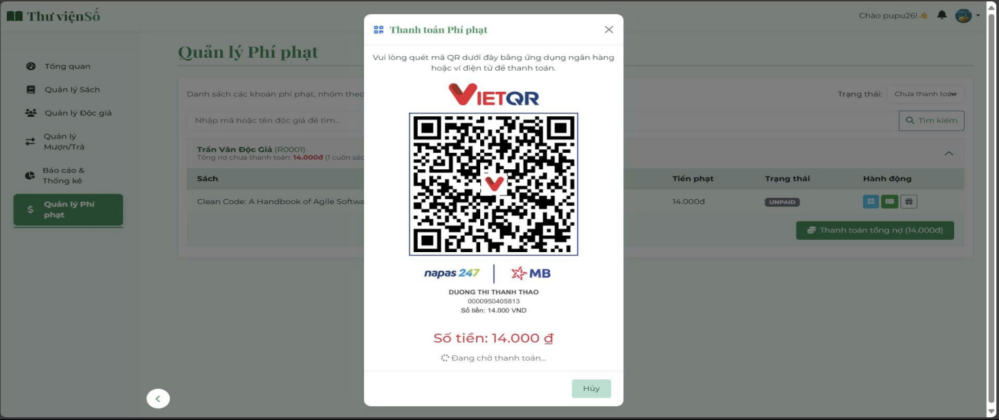 Thư viện Số
Chào pupu26!👋
Tổng quan
Quản lý Sách
Quản lý Độc giả
Quản lý
Mượn/Trả
Báo cáo &
Thống kê
$ Quản lý Phí
phạt
Quản lý Phí phạt
Danh sách các khoản phí phạt, nhóm theo
Trạng thái: Chưa thanh toán
Nhập mã hoặc tên độc giả để tìm...
Tìm kiếm
Trần Văn Độc Giả (R0001)
Tổng nợ chưa thanh toán: 14.000đ (1 cuốn sác
Sách
Tiền phạt
Trạng thái
Hành động
Clean Code: A Handbook of Agile Softwa
14.000đ
UNPAID
Thanh toán tổng nợ (14.000đ)
Thanh toán Phí phạt
Vui lòng quét mã QR dưới đây bằng ứng dụng ngân hàng
hoặc ví điện tử để thanh toán.
VIETQR
napas 247
MB
DUONG THI THANH THAO
0000950405813
Số tiền: 14.000 VND
Số tiền: 14.000 ₫
Đang chờ thanh toán...
Hủy